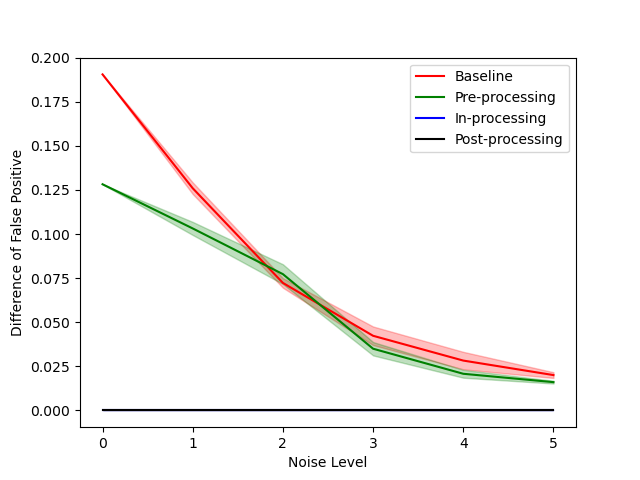 0.200
0.175
0.150
0.125
0.100
0.075
0.050
0.025
0.000
Difference of False Positive
0 1 2 3 4 5
Noise Level
Baseline
Pre-processing
In-processing
Post-processing